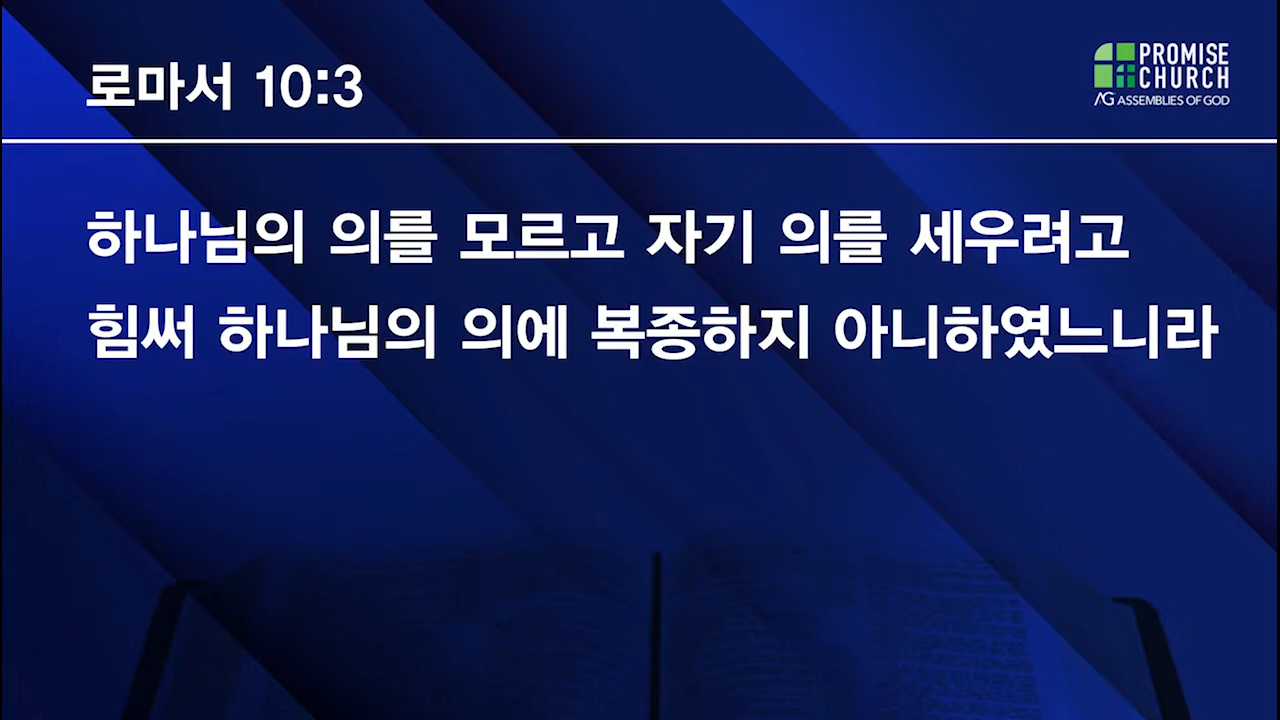 로마서 10:3
PROMISE
CHURCH
AG ASSEMBLIES OF GOD
하나님의 의를 모르고 자기 의를 세우려고
힘써 하나님의 의에 복종하지 아니하였느니라